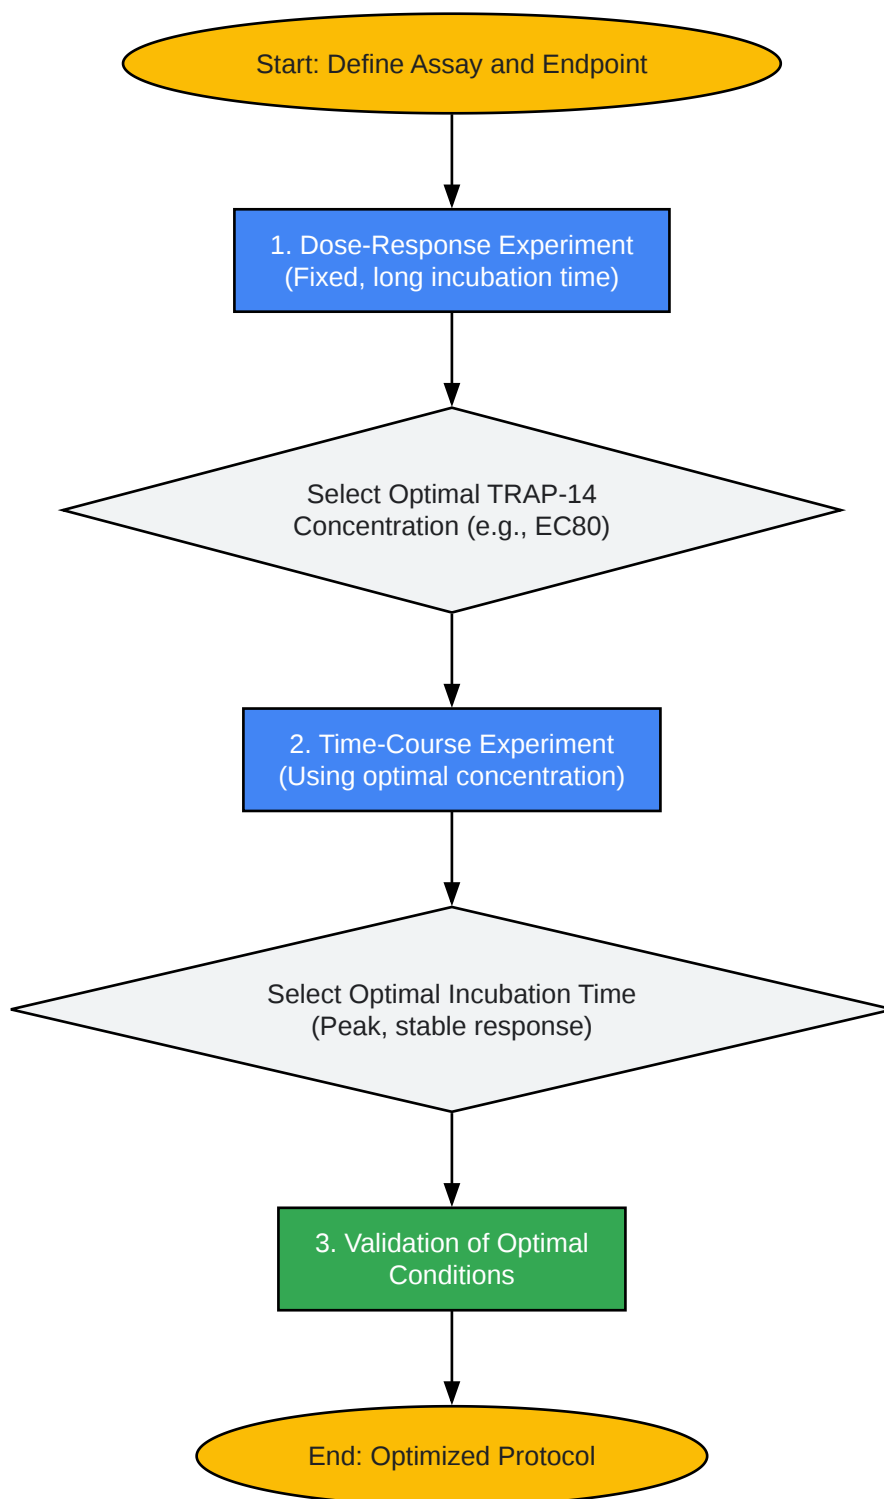 Start: Define Assay and Endpoint
1. Dose-Response Experiment
(Fixed, long incubation time)
Select Optimal TRAP-14
Concentration (e.g., EC80)
2. Time-Course Experiment
(Using optimal concentration)
Select Optimal Incubation Time
(Peak, stable response)
3. Validation of Optimal
Conditions
End: Optimized Protocol